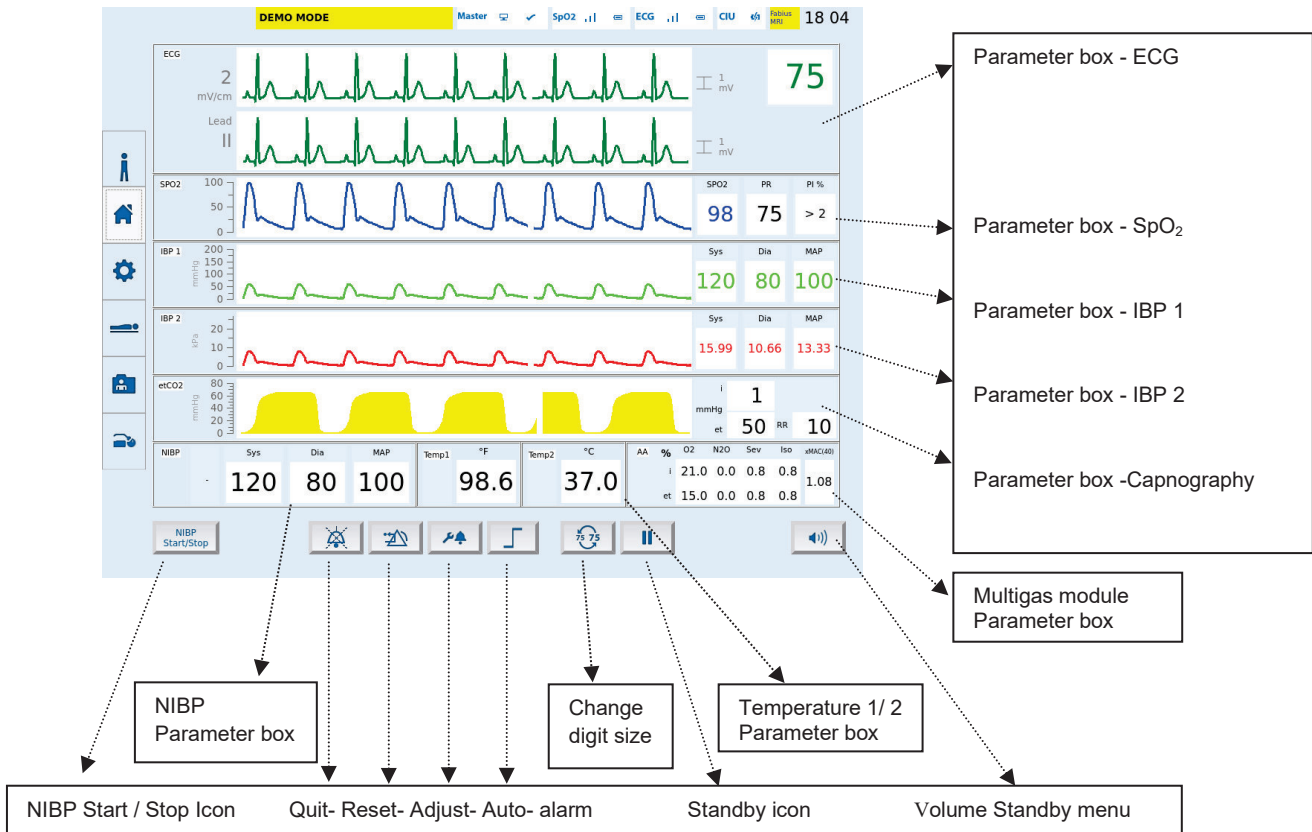 DEMO MODE
Master
SpO2
ECG
CIU
Fabius
MRI
18 04
ECG
2
mV/cm
1
mV
75
Lead
II
1
mV
SPO2
100
50
0
SPO2 PR PI %
98 75 > 2
IBP 1
mmHg
200
150
100
50
0
Sys Dia MAP
120 80 100
IBP 2
kPa
20
10
0
Sys Dia MAP
15.99 10.66 13.33
etCO2
mmHg
80
60
40
20
0
i 1
mmHg
et 50 RR 10
NIBP
Sys Dia MAP
- 120 80 100
Temp1 °F
98.6
Temp2 °C
37.0
AA % O2 N2O Sev Iso xMAC(40)
i 21.0 0.0 0.8 0.8
1.08
et 15.0 0.0 0.8 0.8
NIBP
Start/Stop
75 75
Parameter box - ECG
Parameter box - SpO₂
Parameter box - IBP 1
Parameter box - IBP 2
Parameter box -Capnography
Multigas module
Parameter box
NIBP
Parameter box
Change
digit size
Temperature 1/ 2
Parameter box
NIBP Start / Stop Icon Quit- Reset- Adjust- Auto- alarm Standby icon Volume Standby menu